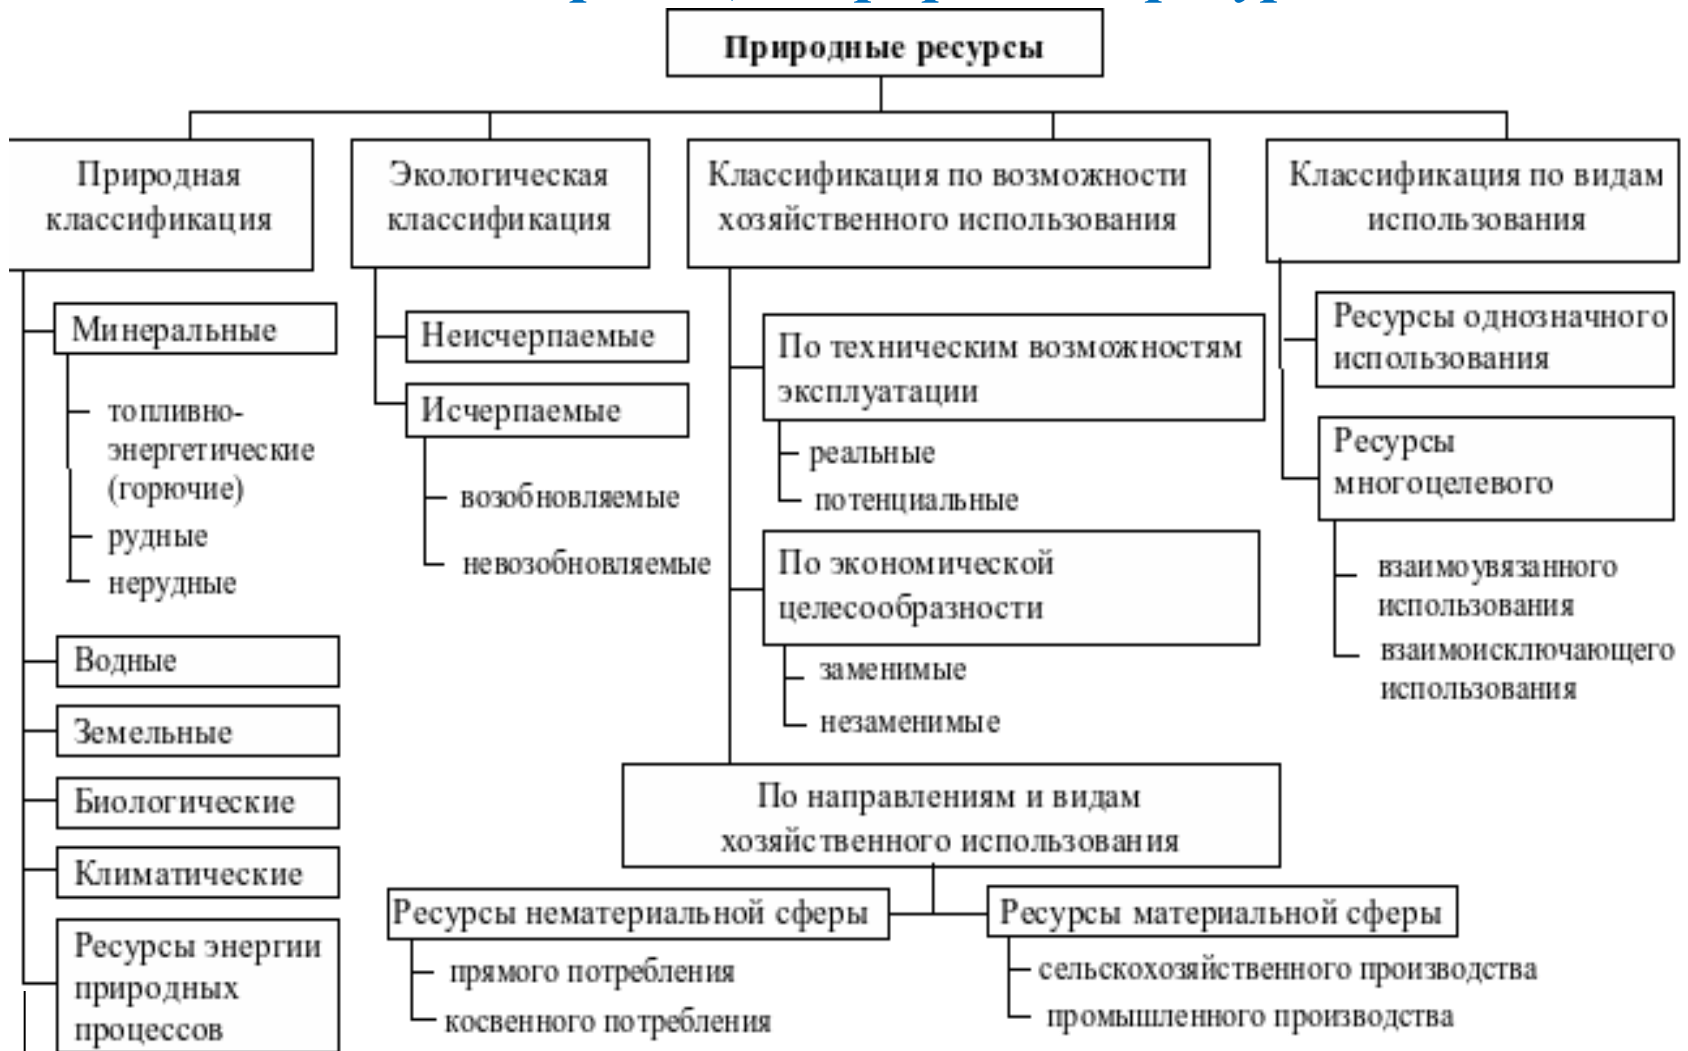 Природные ресурсы
Природная
классификация
Минеральные
топливно-
энергетические
(горючие)
рудные
нерудные
Водные
Земельные
Биологические
Климатические
Ресурсы энергии
природных
процессов
Экологическая
классификация
Неисчерпаемые
Исчерпаемые
возобновляемые
невозобновляемые
Классификация по возможности
хозяйственного использования
По техническим возможностям
эксплуатации
реальные
потенциальные
По экономической
целесообразности
заменимые
незаменимые
По направлениям и видам
хозяйственного использования
Ресурсы нематериальной сферы
прямого потребления
косвенного потребления
Ресурсы материальной сферы
сельскохозяйственного производства
промышленного производства
Классификация по видам
использования
Ресурсы однозначного
использования
Ресурсы
многоцелевого
взаимоувязанного
использования
взаимоисключающего
использования